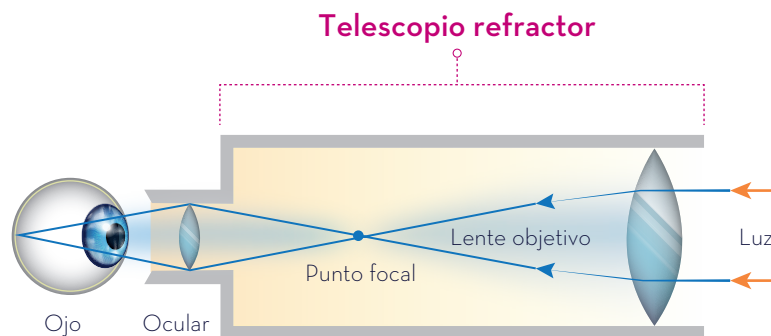 Telescopio refractor
Lente objetivo
Luz
Punto focal
Ojo
Ocular